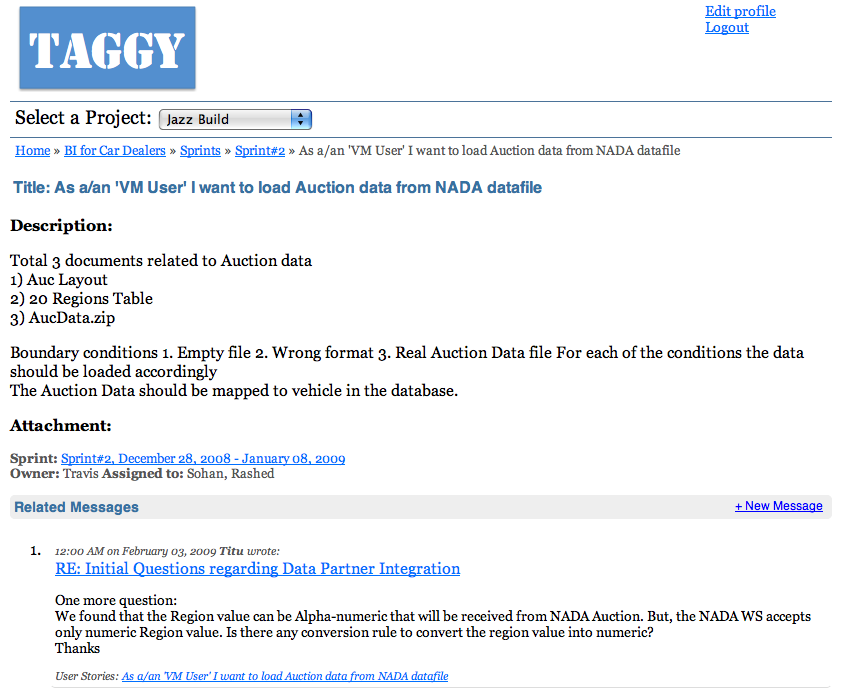 TAGGY
Edit profile
Logout
Select a Project: Jazz Build
Home » BI for Car Dealers » Sprints » Sprint#2 » As a/an 'VM User' I want to load Auction data from NADA datafile
Title: As a/an 'VM User' I want to load Auction data from NADA datafile
Description:
Total 3 documents related to Auction data
1) Auc Layout
2) 20 Regions Table
3) AucData.zip
Boundary conditions 1. Empty file 2. Wrong format 3. Real Auction Data file For each of the conditions the data
should be loaded accordingly
The Auction Data should be mapped to vehicle in the database.
Attachment:
Sprint: Sprint#2, December 28, 2008 - January 08, 2009
Owner: Travis Assigned to: Sohan, Rashed
Related Messages
+ New Message
1. 12:00 AM on February 03, 2009 Titu wrote:
RE: Initial Questions regarding Data Partner Integration
One more question:
We found that the Region value can be Alpha-numeric that will be received from NADA Auction. But, the NADA WS accepts
only numeric Region value. Is there any conversion rule to convert the region value into numeric?
Thanks
User Stories: As a/an 'VM User' I want to load Auction data from NADA datafile